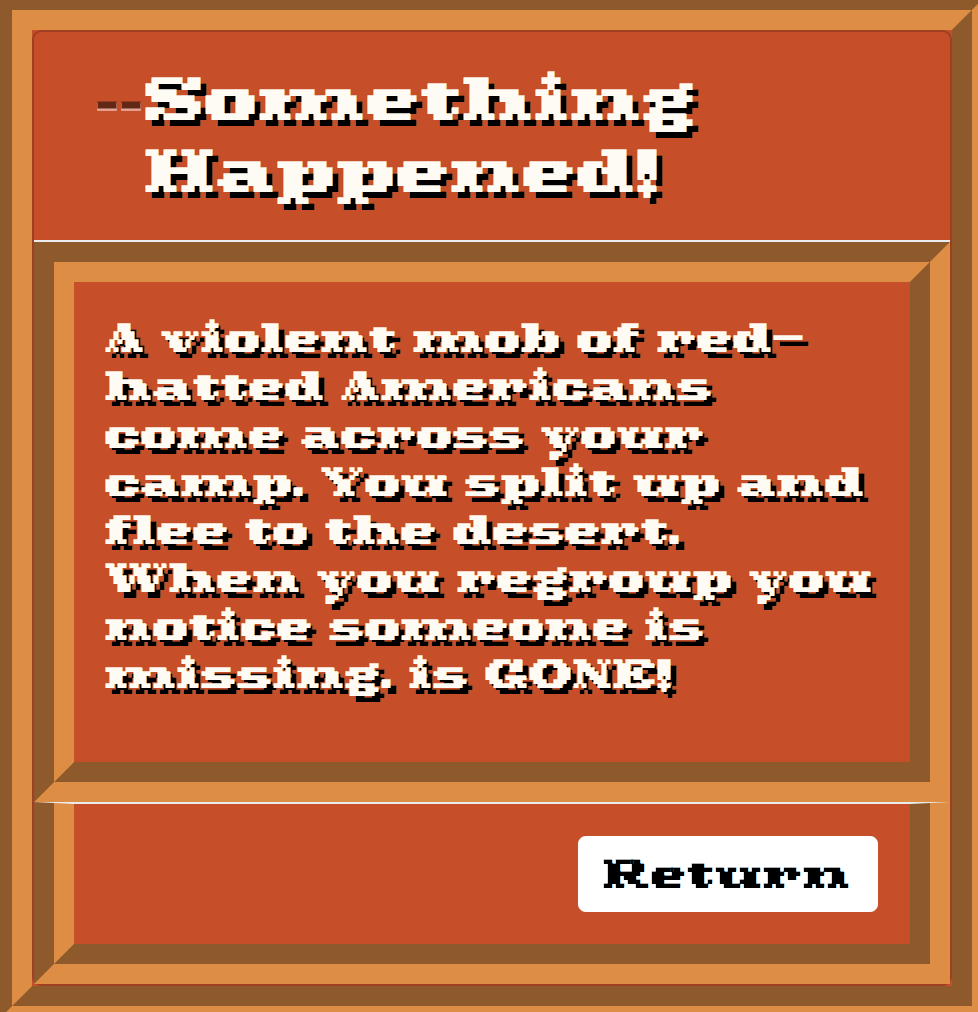 --Something
Happened!
A violent mob of red-
hatted Americans
come across your
camp. You split up and
flee to the desert.
When you regroup you
notice someone is
missing. is GONE!
Return